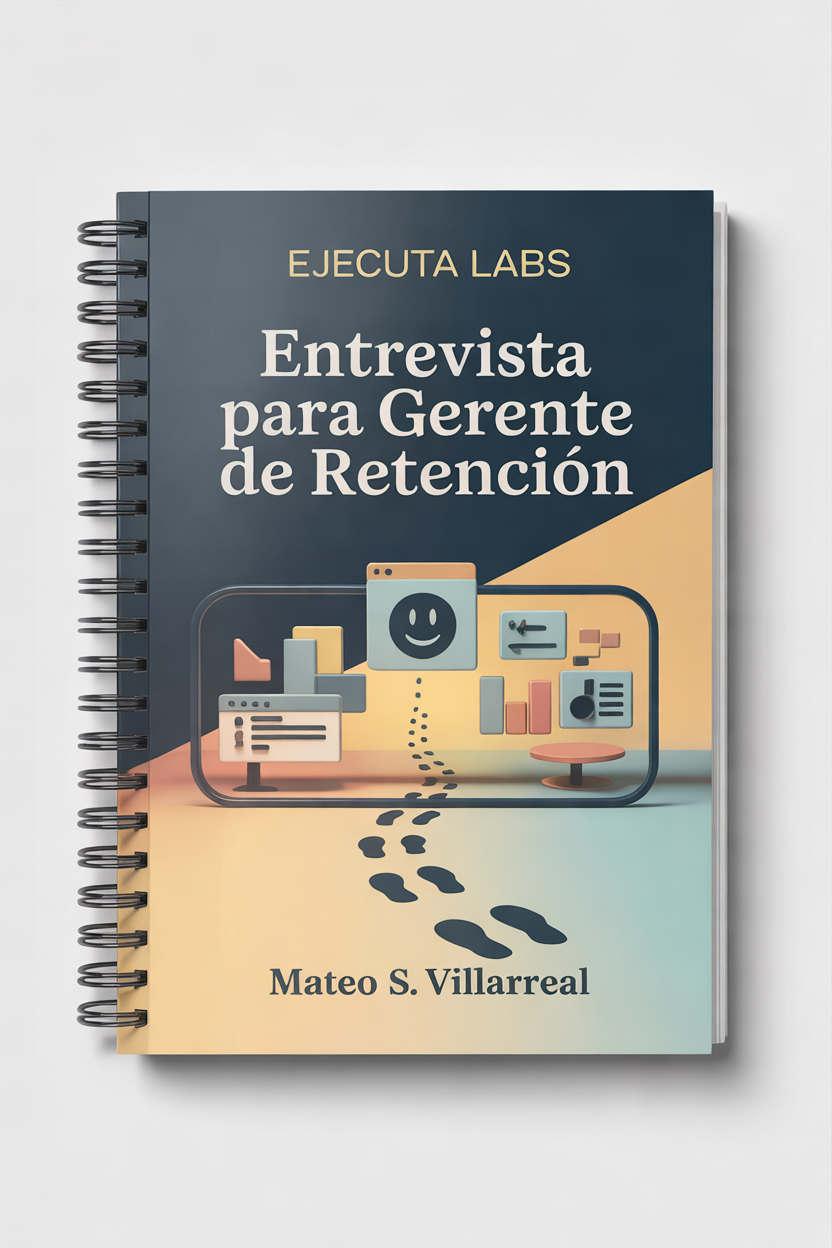 EJECUTA LABS
Entrevista
para Gerente
de Retención
Mateo S. Villarreal